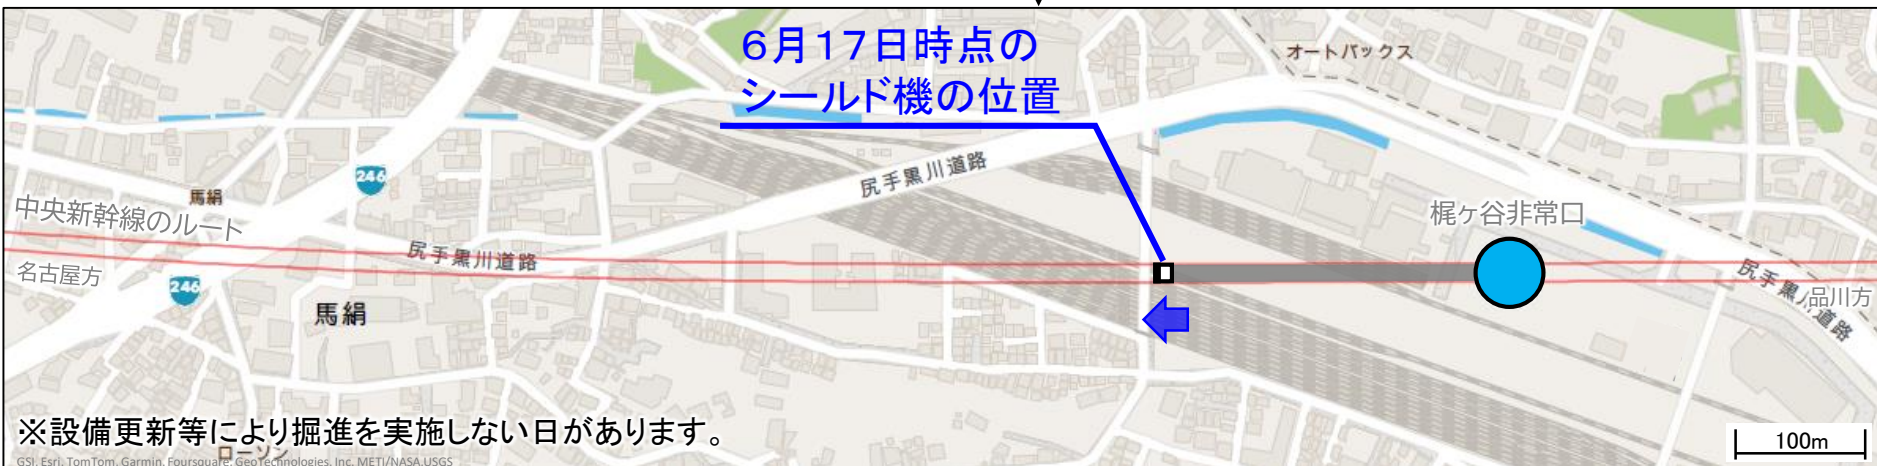 6月17日時点の
シールド機の位置
オートバックス
尻手黒川道路
246
馬絹
中央新幹線のルート
梶ヶ谷非常口
尻手黒川道路
名古屋方
246
尻手黒川道路
品川方
馬絹
※設備更新等により掘進を実施しない日があります。
ローソン
100m
GSI, Esri, TomTom, Garmin, Foursquare, GeoTechnologies, Inc, METI/NASA, USGS